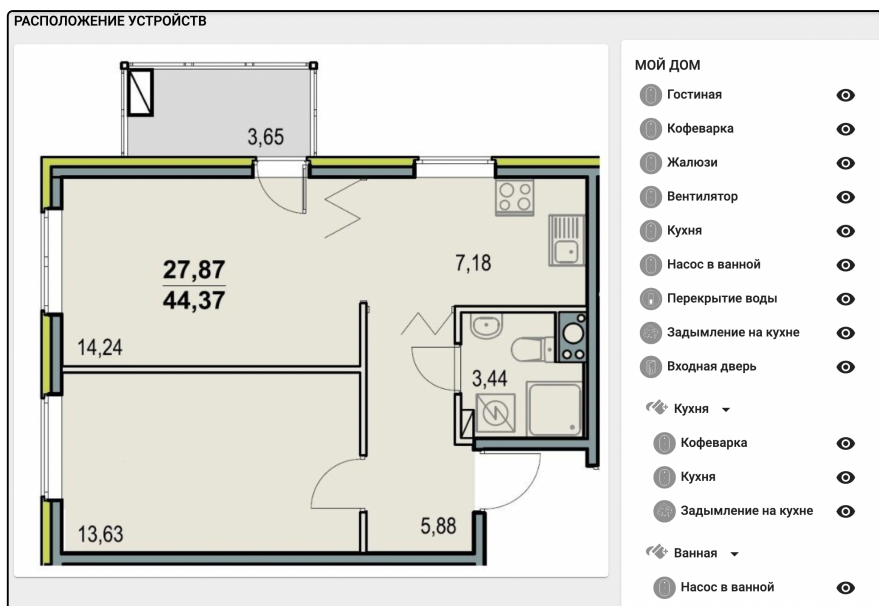 РАСПОЛОЖЕНИЕ УСТРОЙСТВ
3,65
27,87
44,37
7,18
14,24
3,44
13,63
5,88
МОЙ ДОМ
Гостиная
Кофеварка
Жалюзи
Вентилятор
Кухня
Насос в ванной
Перекрытие воды
Задымление на кухне
Входная дверь
Кухня
Кофеварка
Кухня
Задымление на кухне
Ванная
Насос в ванной